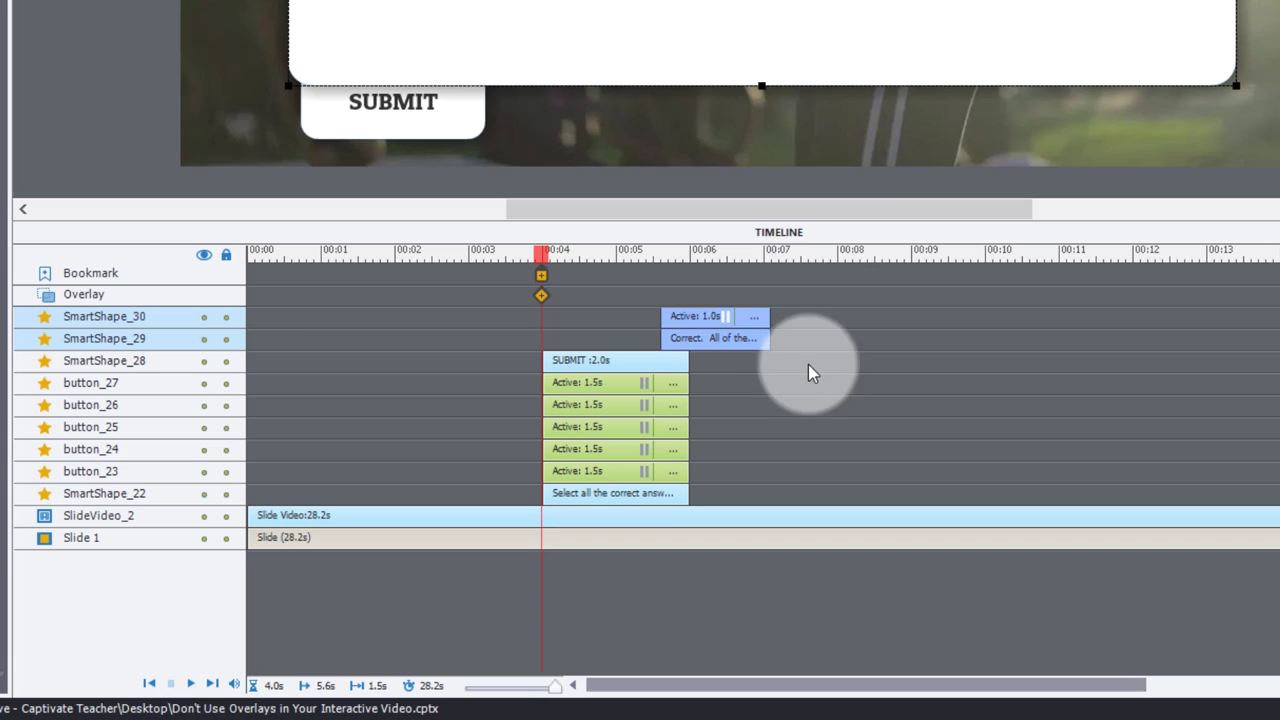 SUBMIT
TIMELINE
00:00 00:01 00:02 00:03 00:04 00:05 00:06 00:07 00:08 00:09 00:10 00:11 00:12 00:13
Bookmark
Overlay
SmartShape_30 Active: 1.0s ...
SmartShape_29 Correct. All of the...
SmartShape_28 SUBMIT :2.0s
button_27 Active: 1.5s ...
button_26 Active: 1.5s ...
button_25 Active: 1.5s ...
button_24 Active: 1.5s ...
button_23 Active: 1.5s ...
SmartShape_22 Select all the correct answ...
SlideVideo_2 Slide Video:28.2s
Slide 1 Slide (28.2s)
4.0s 5.6s 1.5s 28.2s
ve - Captivate Teacher\Desktop\Don't Use Overlays in Your Interactive Video.cptx